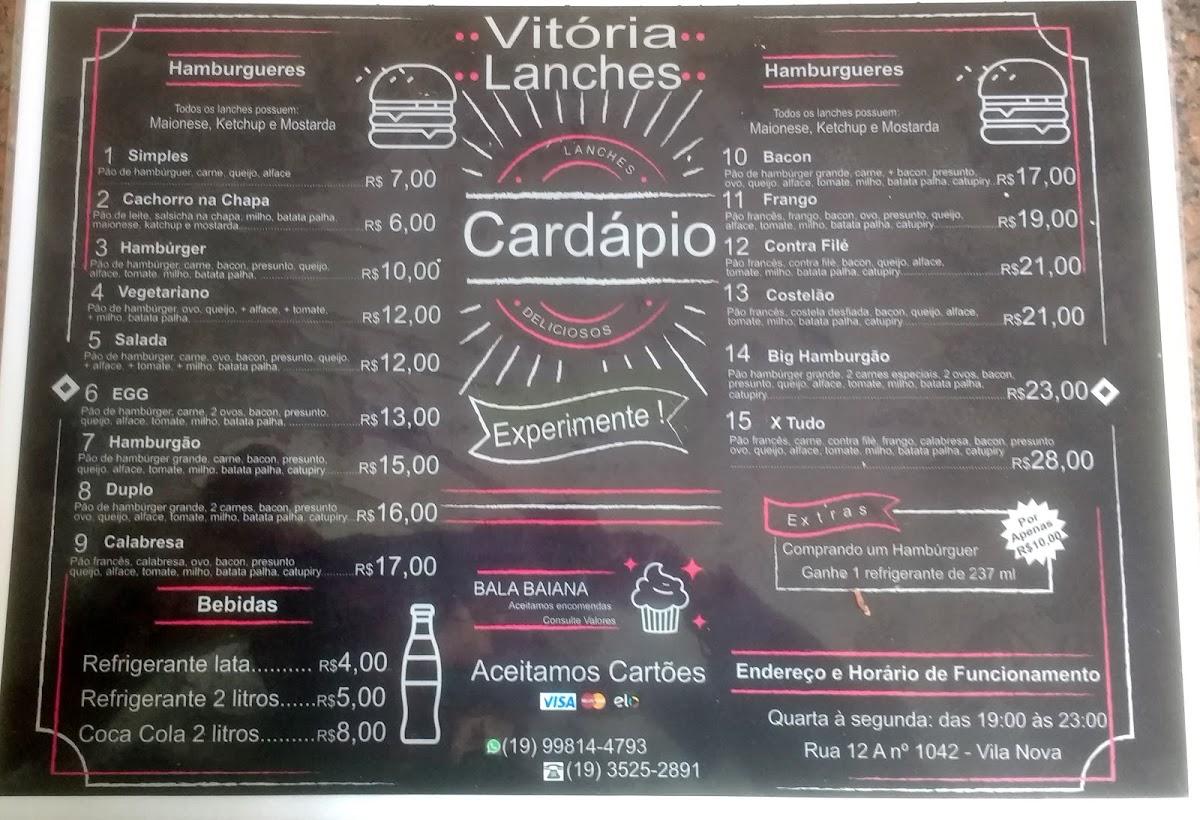 Vitória
Lanches
Hamburgueres
Todos os lanches possuem:
Maionese, Ketchup e Mostarda
1 Simples
Pão de hambúrguer, carne, queijo, alface
R$ 7,00
2 Cachorro na Chapa
Pão de leite, salsicha na chapa, milho, batata palha,
maionese, katchup e mostarda R$ 6,00
3 Hambúrger
Pão de hambúrger, carne, bacon, presunto, queijo,
alface, tomate, milho, batata palha, R$10,00
4 Vegetariano
Pão de hambúrger, ovo, queijo, + alface, + tomate,
+ milho, batata palha R$12,00
5 Salada
Pão de hambúrger, carne, ovo, bacon, presunto, queijo,
+ alface, + tomate, + milho, batata palha, R$12,00
6 EGG
Pão de hambúrger, carne, 2 ovos, bacon, presunto,
queijo, alface, tomate, milho, batata palha, R$13,00
7 Hamburgão
Pão de hambúrger grande, carne, bacon, presunto,
queijo, alface, tomate, milho, batata palha, catupiry R$15,00
8 Duplo
Pão de hambúrger grande, 2 carnes, bacon, presunto
ovo, queijo, alface, tomate, milho, batata palha, catupiry R$16,00
9 Calabresa
Pão francês, calabresa, ovo, bacon, presunto
queijo, alface, tomate, milho, batata palha, catupiry R$17,00
Bebidas
Refrigerante lata.......... R$4,00
Refrigerante 2 litros......R$5,00
Coca Cola 2 litros.........R$8,00
LANCHES
Cardápio
DELICIOSOS
Experimente !
BALA BAIANA
Aceitamos encomendas
Consulte Valores
Aceitamos Cartões
VISA elo
(19) 99814-4793
(19) 3525-2891
Hamburgueres
Todos os lanches possuem:
Maionese, Ketchup e Mostarda
10 Bacon
Pão de hambúrger grande, carne, + bacon, presunto,
ovo, queijo, alface, tomate, milho, batata palha, catupiry R$17,00
11 Frango
Pão francês, frango, bacon, ovo, presunto, queijo,
alface, tomate, milho, batata palha, catupiry R$19,00
12 Contra Filé
Pão francês, contra filé, bacon, queijo, alface,
tomate, milho, batata palha, catupiry R$21,00
13 Costelão
Pão francês, costela desfiada, bacon, queijo, alface,
tomate, milho, batata palha, catupiry R$21,00
14 Big Hamburgão
Pão hambúrger grande, 2 carnes especiais, 2 ovos, bacon,
presunto, queijo, alface, tomate, milho, batata palha,
catupiry R$23,00
15 X Tudo
Pão francês, carne, contra filé, frango, calabresa, bacon, presunto
ovo, queijo, alface, tomate, milho, batata palha, catupiry
R$28,00
Extras
Por
Apenas
R$10,00
Comprando um Hambúrguer
Ganhe 1 refrigerante de 237 ml
Endereço e Horário de Funcionamento
Quarta à segunda: das 19:00 às 23:00
Rua 12 A nº 1042 - Vila Nova